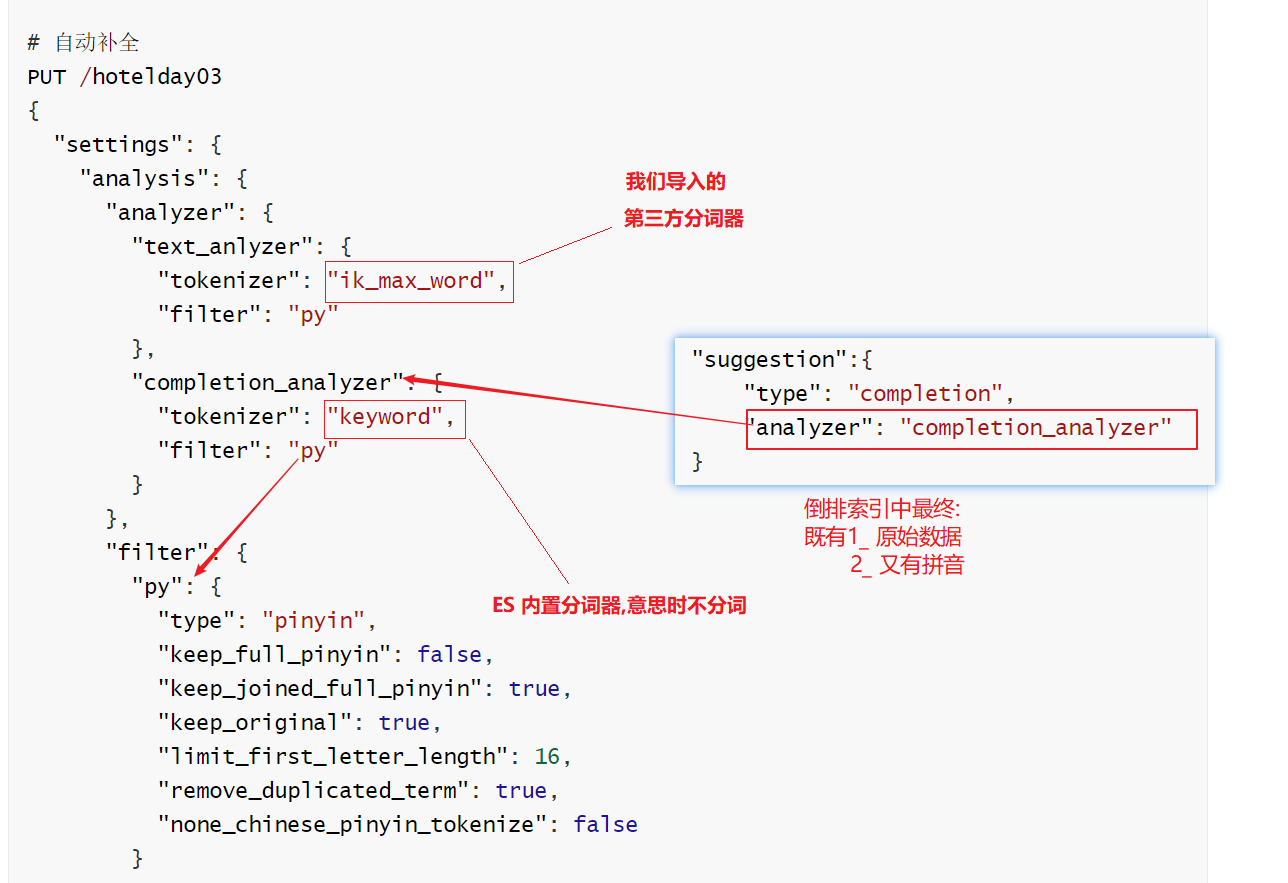 # 自动补全
PUT /hotelday03
{
  "settings": {
    "analysis": {
      "analyzer": {
        "text_anlyzer": {
          "tokenizer": "ik_max_word",
          "filter": "py"
        },
        "completion_analyzer": {
          "tokenizer": "keyword",
          "filter": "py"
        }
      },
      "filter": {
        "py": {
          "type": "pinyin",
          "keep_full_pinyin": false,
          "keep_joined_full_pinyin": true,
          "keep_original": true,
          "limit_first_letter_length": 16,
          "remove_duplicated_term": true,
          "none_chinese_pinyin_tokenize": false
        }
我们导入的
第三方分词器
"suggestion":{
    "type": "completion",
    "analyzer": "completion_analyzer"
}
倒排索引中最终:
既有1_ 原始数据
2_ 又有拼音
ES 内置分词器,意思时不分词